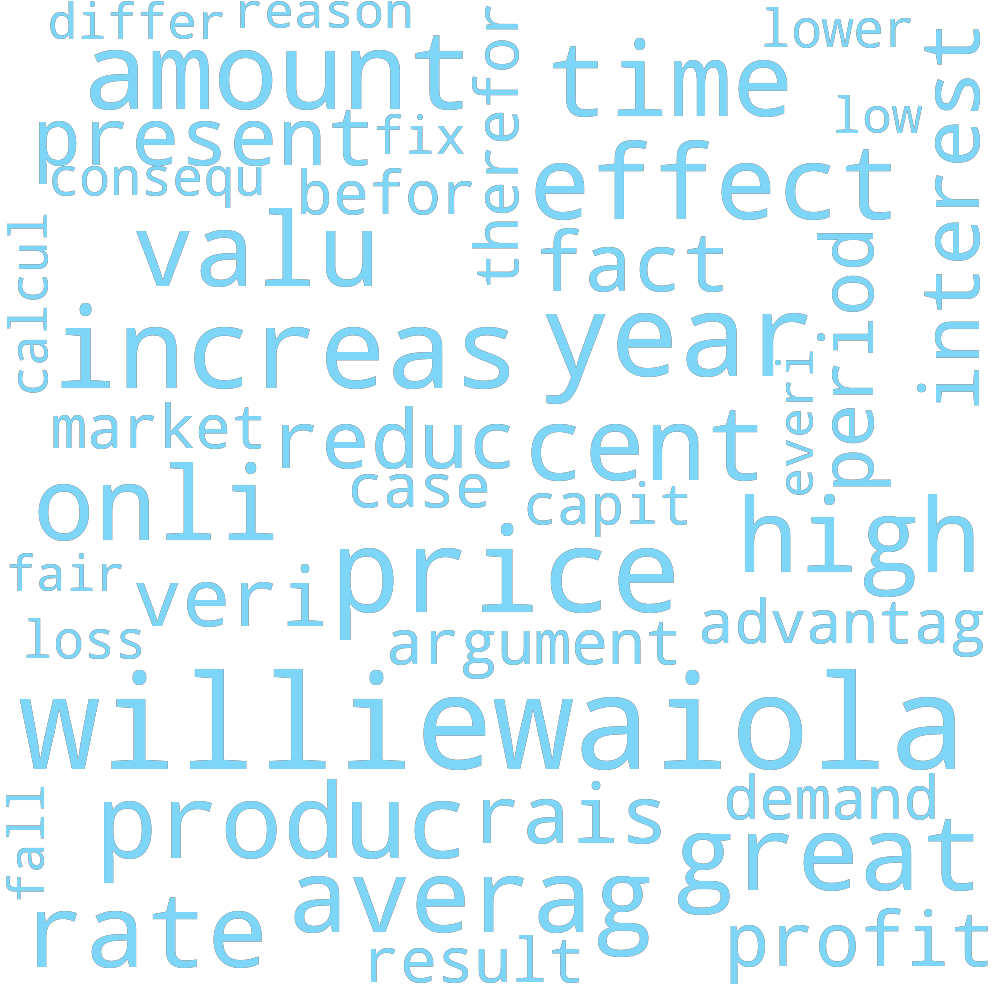 differ reason
lower
amount
time
therefor
interest
present
fix
low
consequ
befor
effect
calcul
valu
fact
period
increas
year
everi
market
reduc
cent
onli
case
capit
high
fair
veri
price
advantag
loss
argument
williewaiola
fall
produc
rais
demand
great
rate
averag
result
profit